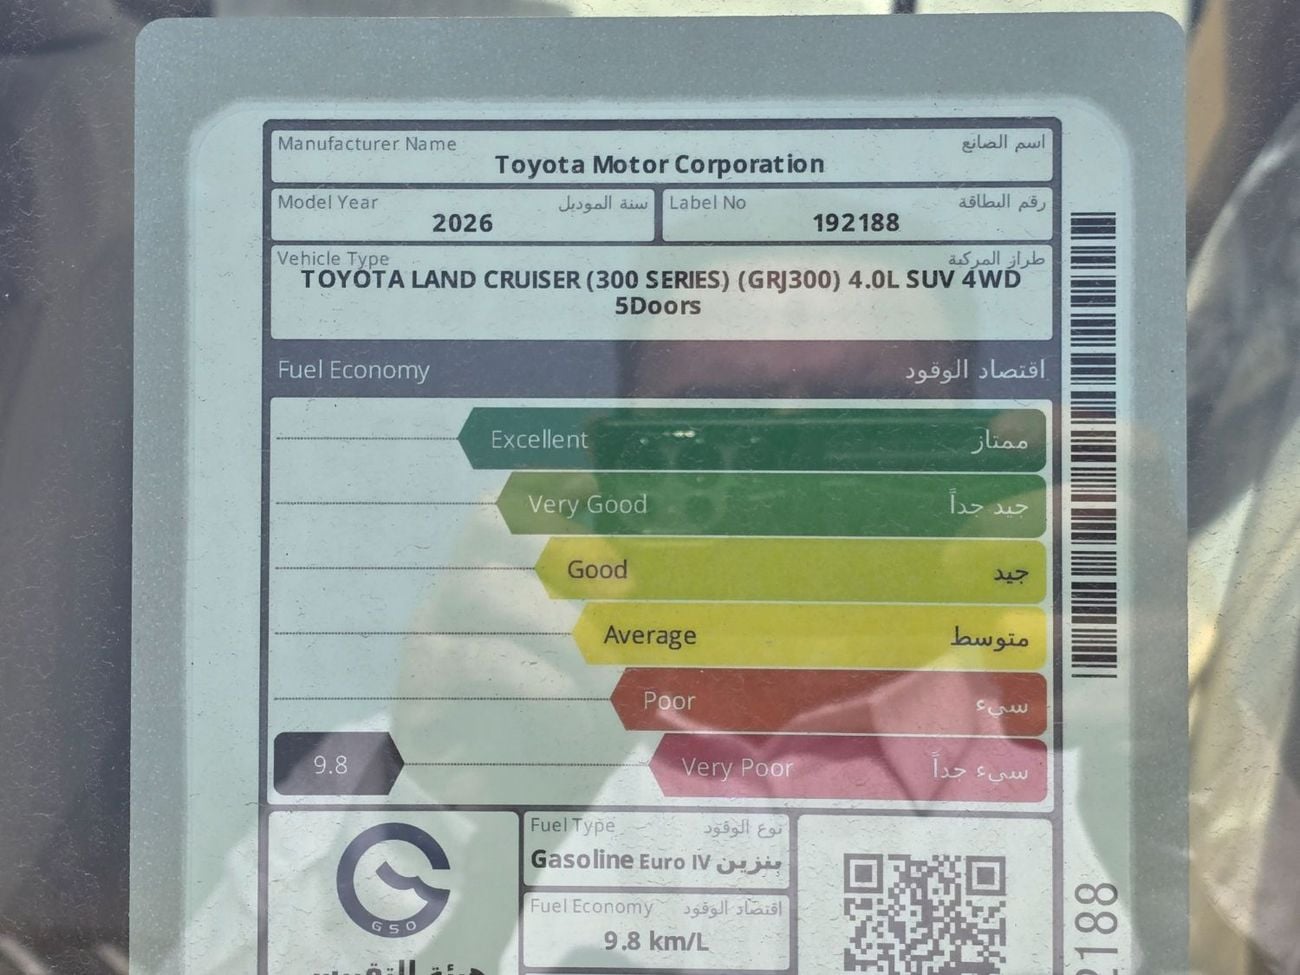 Manufacturer Name اسم الصانع
Toyota Motor Corporation
Model Year سنة الموديل
2026
Label No رقم البطاقة
192188
Vehicle Type طراز المركبة
TOYOTA LAND CRUISER (300 SERIES) (GRJ300) 4.0L SUV 4WD
5Doors
Fuel Economy اقتصاد الوقود
Excellent ممتاز
Very Good جيد جداً
Good جيد
Average متوسط
Poor سيء
9.8 Very Poor سيء جداً
GSO
هيئة التقييس
Fuel Type نوع الوقود
Gasoline Euro IV بنزين
Fuel Economy اقتصاد الوقود
9.8 km/L
2188